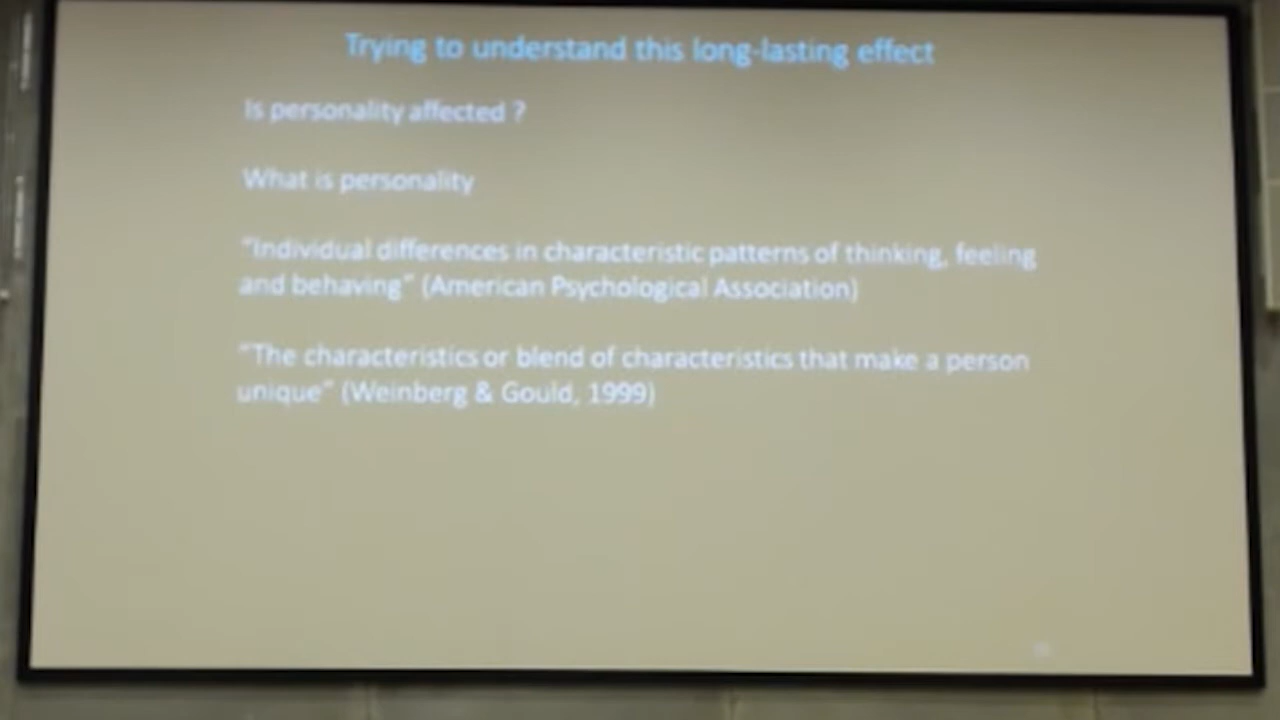 Trying to understand this long-lasting effect
Is personality affected ?
What is personality
"Individual differences in characteristic patterns of thinking, feeling
and behaving" (American Psychological Association)
"The characteristics or blend of characteristics that make a person
unique" (Weinberg & Gould, 1999)